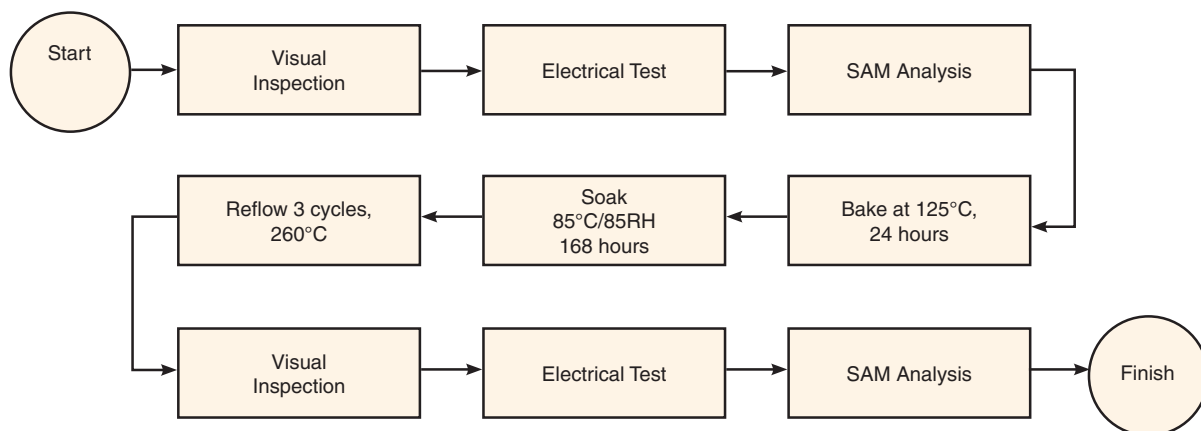 Start
Visual
Inspection
Electrical Test
SAM Analysis
Bake at 125°C,
24 hours
Soak
85°C/85RH
168 hours
Reflow 3 cycles,
260°C
Visual
Inspection
Electrical Test
SAM Analysis
Finish